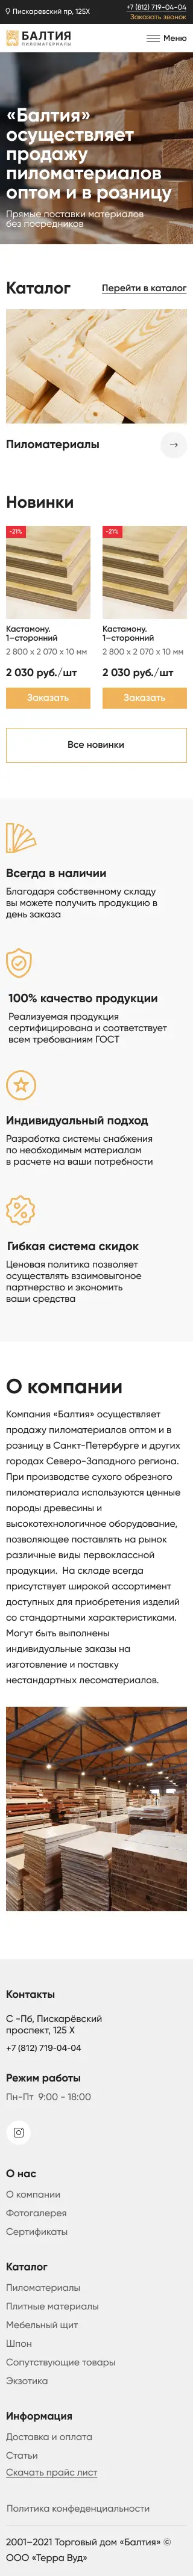 Пискаревский пр, 125Х
+7 (812) 719-04-04
Заказать звонок
БАЛТИЯ
ПИЛОМАТЕРИАЛЫ
Меню
«Балтия»
осуществляет
продажу
пиломатериалов
оптом и в розницу
Прямые поставки материалов
без посредников
Каталог
Перейти в каталог
Пиломатериалы
Новинки
-21%
-21%
Кастамону.
1-сторонний
Кастамону.
1-сторонний
2 800 х 2 070 х 10 мм
2 800 х 2 070 х 10 мм
2 030 руб./шт
2 030 руб./шт
Заказать
Заказать
Все новинки
Всегда в наличии
Благодаря собственному складу
вы можете получить продукцию в
день заказа
100% качество продукции
Реализуемая продукция
сертифицирована и соответствует
всем требованиям ГОСТ
Индивидуальный подход
Разработка системы снабжения
по необходимым материалам
в расчете на ваши потребности
Гибкая система скидок
Ценовая политика позволяет
осуществлять взаимовыгоное
партнерство и экономить
ваши средства
О компании
Компания «Балтия» осуществляет
продажу пиломатериалов оптом и в
розницу в Санкт-Петербурге и других
городах Северо-Западного региона.
При производстве сухого обрезного
пиломатериала используются ценные
породы древесины и
высокотехнологичное оборудование,
позволяющее поставлять на рынок
различные виды первоклассной
продукции. На складе всегда
присутствует широкой ассортимент
доступных для приобретения изделий
со стандартными характеристиками.
Могут быть выполнены
индивидуальные заказы на
изготовление и поставку
нестандартных лесоматериалов.
Контакты
С -Пб, Пискарёвский
проспект, 125 Х
+7 (812) 719-04-04
Режим работы
Пн-Пт 9:00 - 18:00
О нас
О компании
Фотогалерея
Сертификаты
Каталог
Пиломатериалы
Плитные материалы
Мебельный щит
Шпон
Сопутствующие товары
Экзотика
Информация
Доставка и оплата
Статьи
Скачать прайс лист
Политика конфеденциальности
2001–2021 Торговый дом «Балтия» ©
ООО «Терра Вуд»